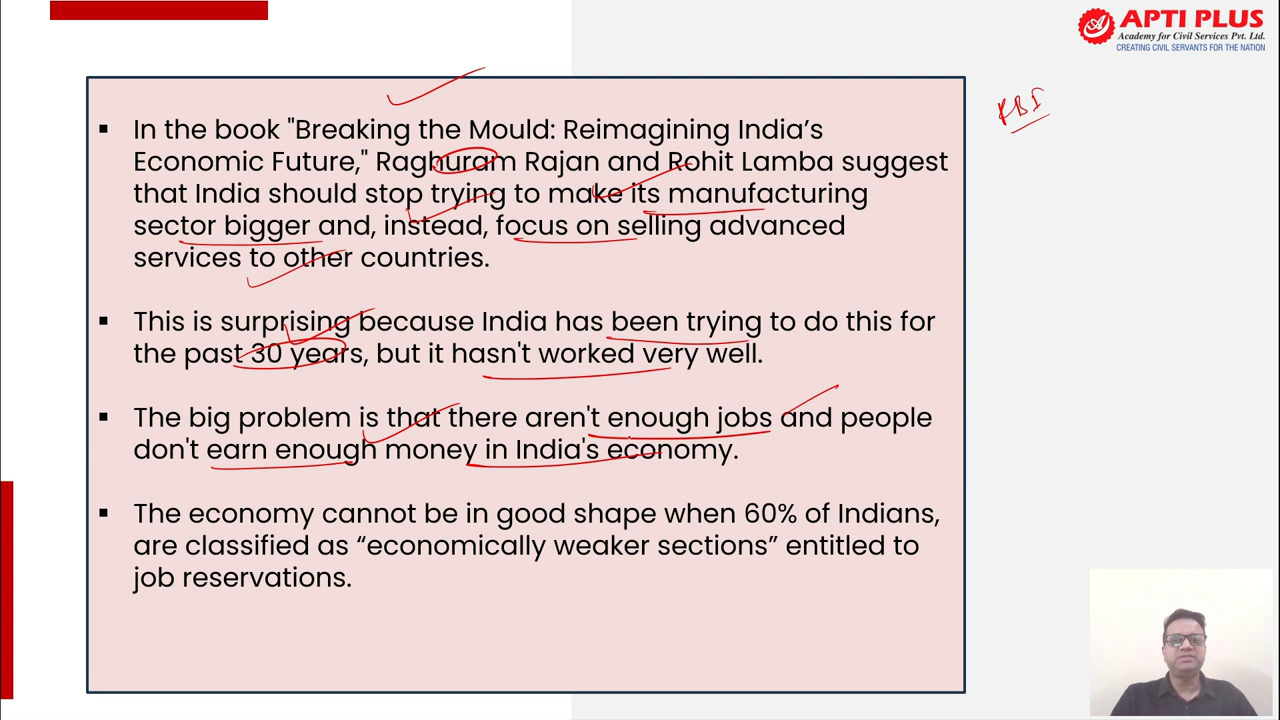 APTI PLUS
Academy for Civil Services Pvt. Ltd.
CREATING CIVIL SERVANTS FOR THE NATION
RBI
▪ In the book "Breaking the Mould: Reimagining India’s
Economic Future," Raghuram Rajan and Rohit Lamba suggest
that India should stop trying to make its manufacturing
sector bigger and, instead, focus on selling advanced
services to other countries.
▪ This is surprising because India has been trying to do this for
the past 30 years, but it hasn't worked very well.
▪ The big problem is that there aren't enough jobs and people
don't earn enough money in India's economy.
▪ The economy cannot be in good shape when 60% of Indians,
are classified as “economically weaker sections” entitled to
job reservations.